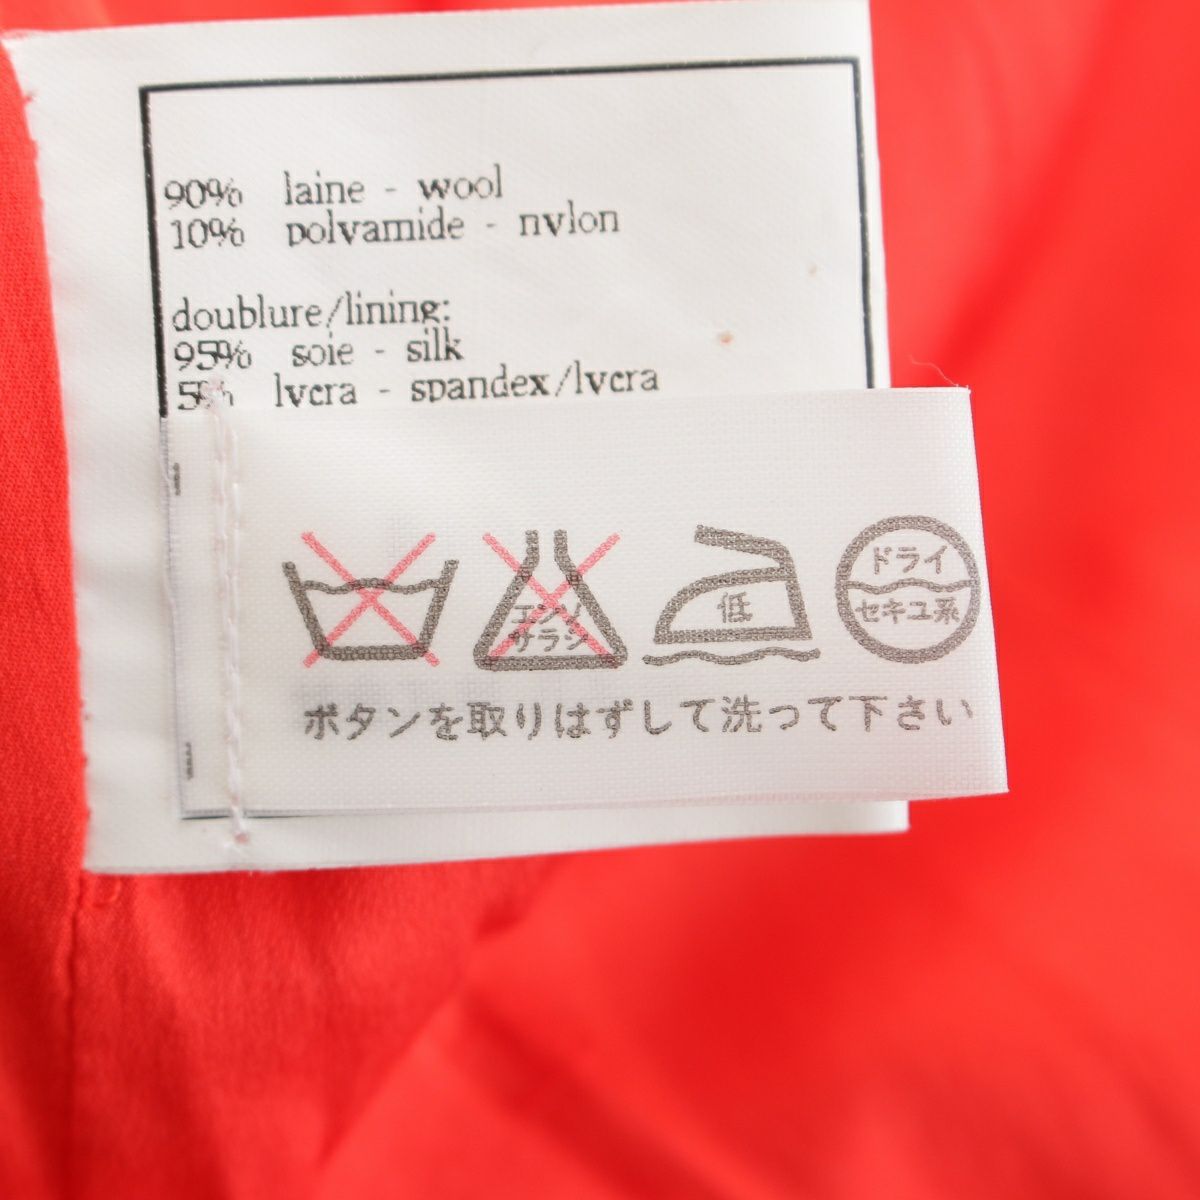 90% laine - wool
10% polyamide - nylon
doublure/lining:
95% soie - silk
5% lycra - spandex/lycra
エンソ
サラシ
低
ドライ
セキユ系
ボタンを取りはずして洗って下さい